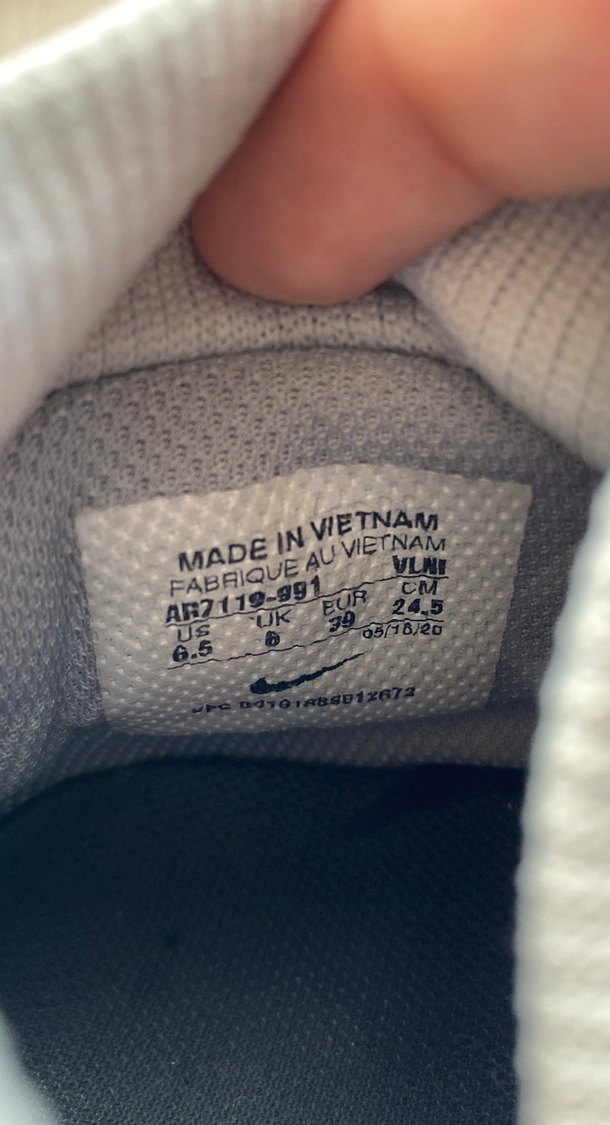 MADE IN VIETNAM
FABRIQUE AU VIETNAM
AR7119-991 VLNI
US UK EUR CM
6.5 6 39 24.5
05/16/20